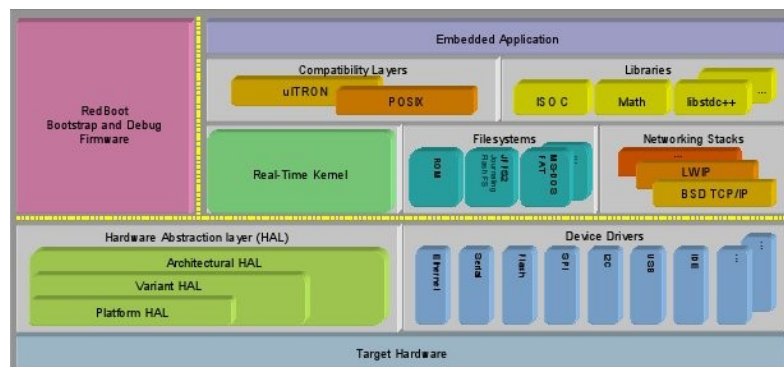 Embedded Application
RedBoot
Bootstrap and Debug
Firmware
Compatibility Layers
uITRON
POSIX
Libraries
ISO C
Math
libstdc++
...
Real-Time Kernel
Filesystems
ROM
JFFS2
Journaling
Flash FS
MS-DOS
FAT
...
Networking Stacks
...
LWIP
BSD TCP/IP
Hardware Abstraction layer (HAL)
Architectural HAL
Variant HAL
Platform HAL
Device Drivers
Ethernet
Serial
Flash
SPI
I2C
USB
IDE
...
...
Target Hardware